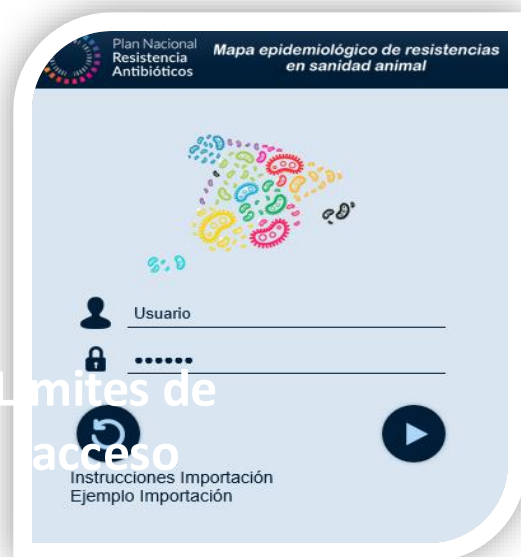 Plan Nacional
Resistencia
Antibióticos
Mapa epidemiológico de resistencias
en sanidad animal
Usuario
••••••
Límites de
acceso
Instrucciones Importación
Ejemplo Importación